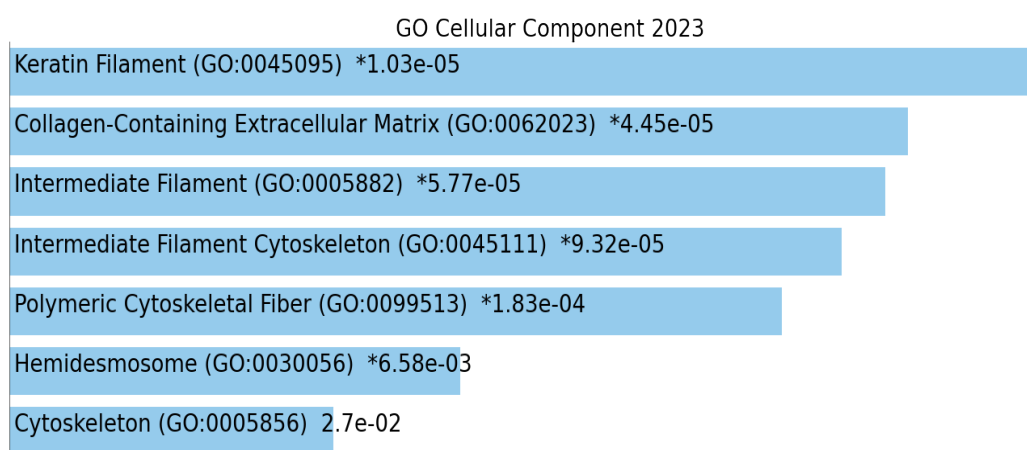 GO Cellular Component 2023
Keratin Filament (GO:0045095) *1.03e-05
Collagen-Containing Extracellular Matrix (GO:0062023) *4.45e-05
Intermediate Filament (GO:0005882) *5.77e-05
Intermediate Filament Cytoskeleton (GO:0045111) *9.32e-05
Polymeric Cytoskeletal Fiber (GO:0099513) *1.83e-04
Hemidesmosome (GO:0030056) *6.58e-03
Cytoskeleton (GO:0005856) 2.7e-02